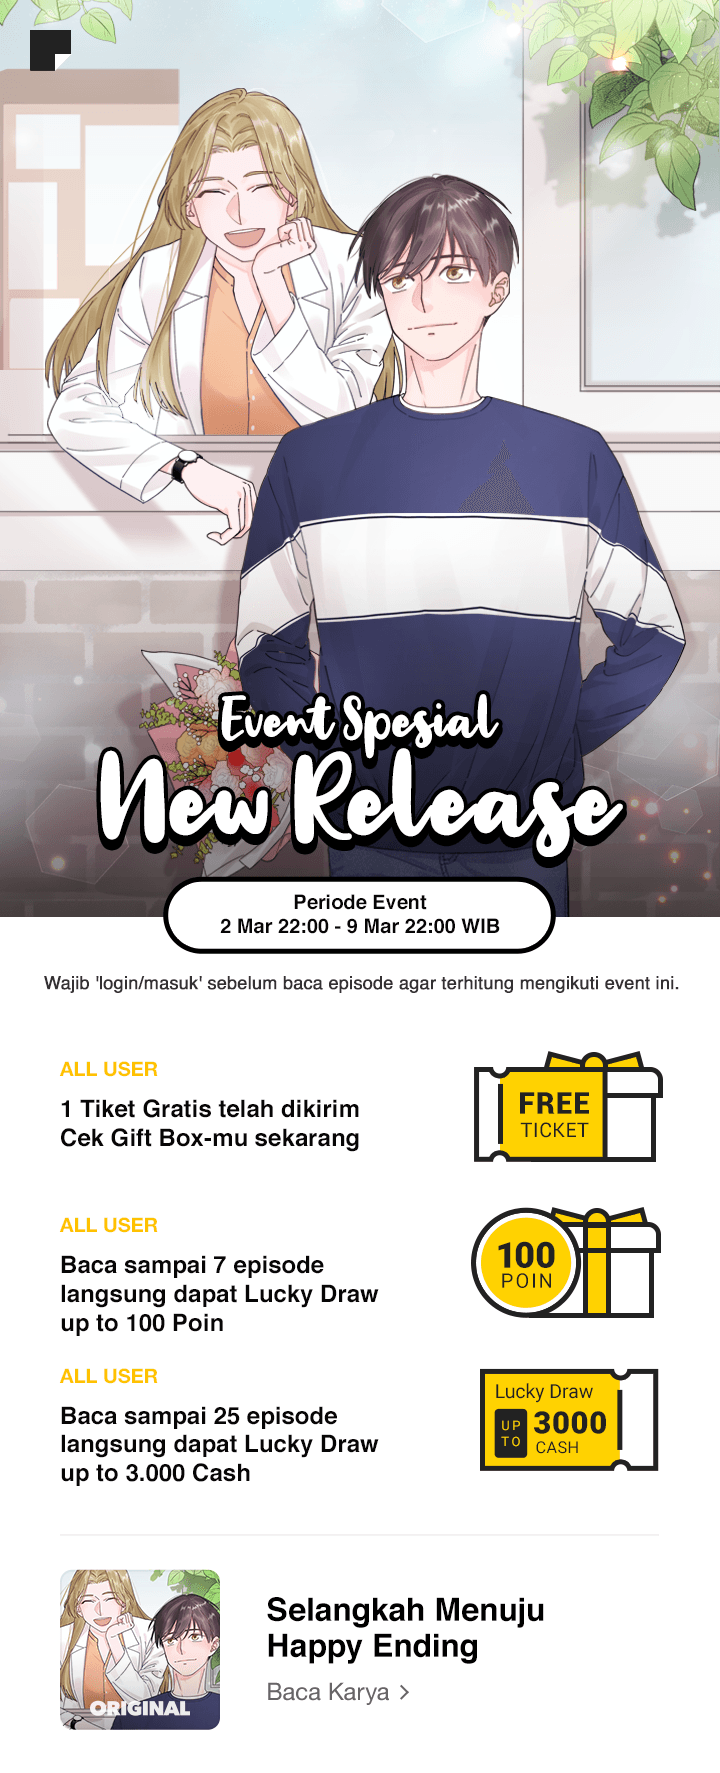 Event Spesial
New Release
Periode Event
2 Mar 22:00 - 9 Mar 22:00 WIB
Wajib 'login/masuk' sebelum baca episode agar terhitung mengikuti event ini.
ALL USER
1 Tiket Gratis telah dikirim
Cek Gift Box-mu sekarang
FREE
TICKET
ALL USER
Baca sampai 7 episode
langsung dapat Lucky Draw
up to 100 Poin
100
POIN
ALL USER
Baca sampai 25 episode
langsung dapat Lucky Draw
up to 3.000 Cash
Lucky Draw
UP TO 3000
CASH
ORIGINAL
Selangkah Menuju
Happy Ending
Baca Karya >